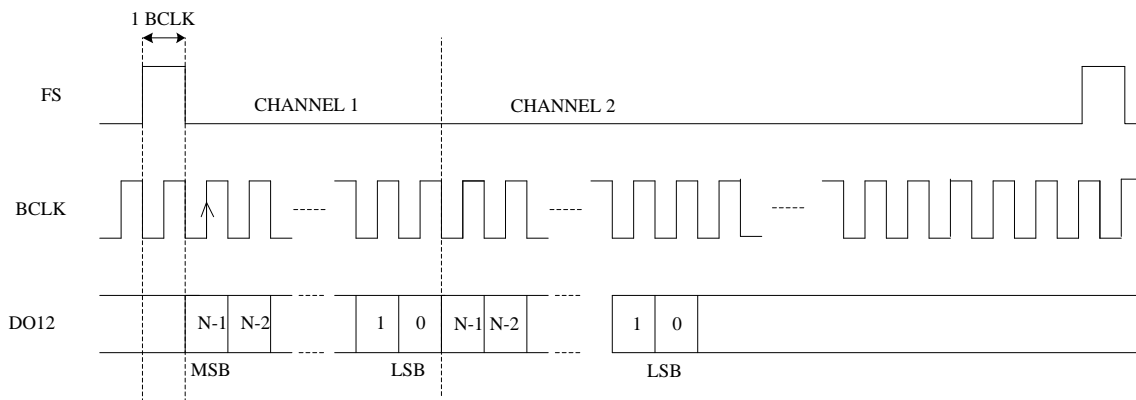 1 BCLK
FS
CHANNEL 1
CHANNEL 2
BCLK
DO12
N-1
N-2
1
0
N-1
N-2
1
0
MSB
LSB
LSB